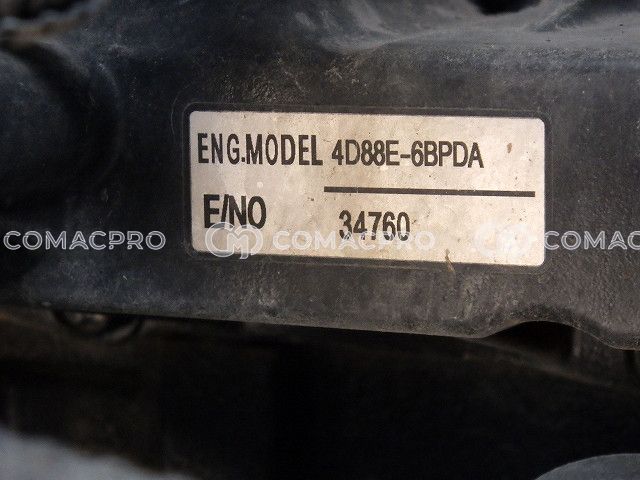 ENG.MODEL 4D88E-6BPDA
E/NO 34760
COMACPRO COMACPRO COMACPRO